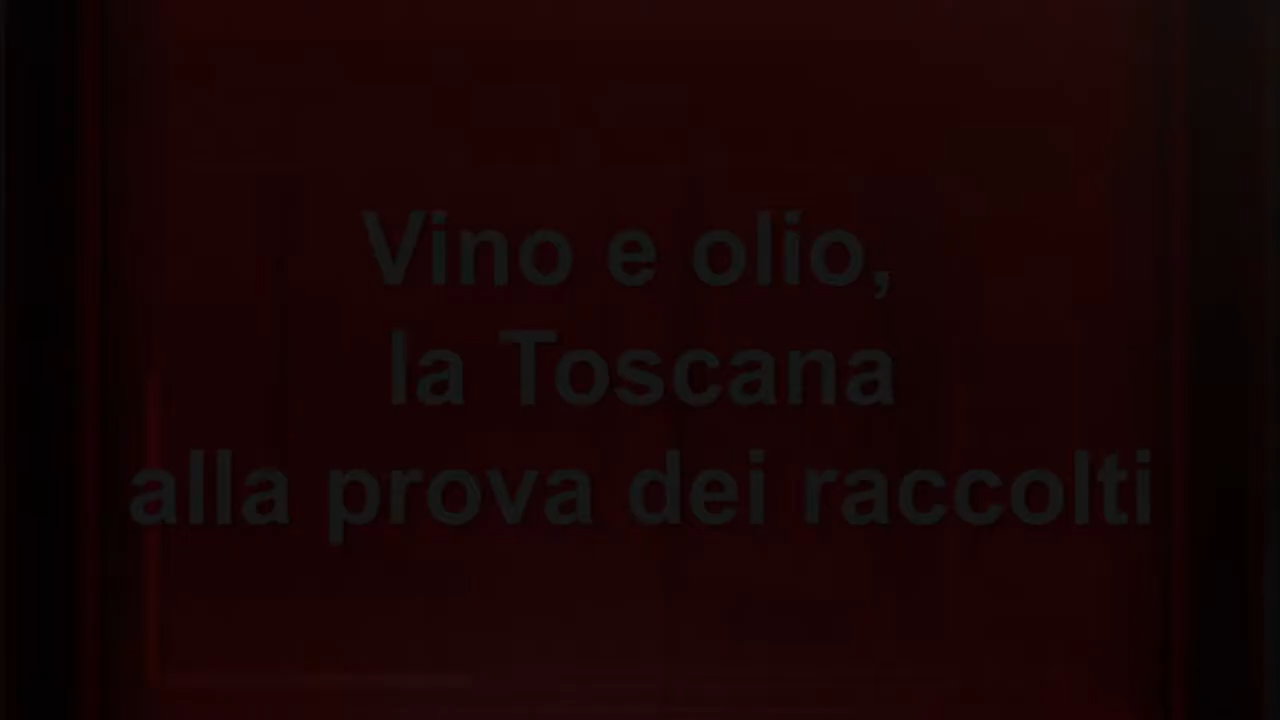 Vino e olio,
la Toscana
alla prova dei raccolti